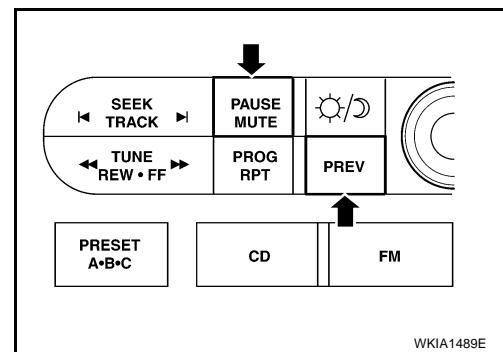 SEEK
TRACK
PAUSE
MUTE
TUNE
REW • FF
PROG
RPT
PREV
PRESET
A•B•C
CD
FM
WKIA1489E